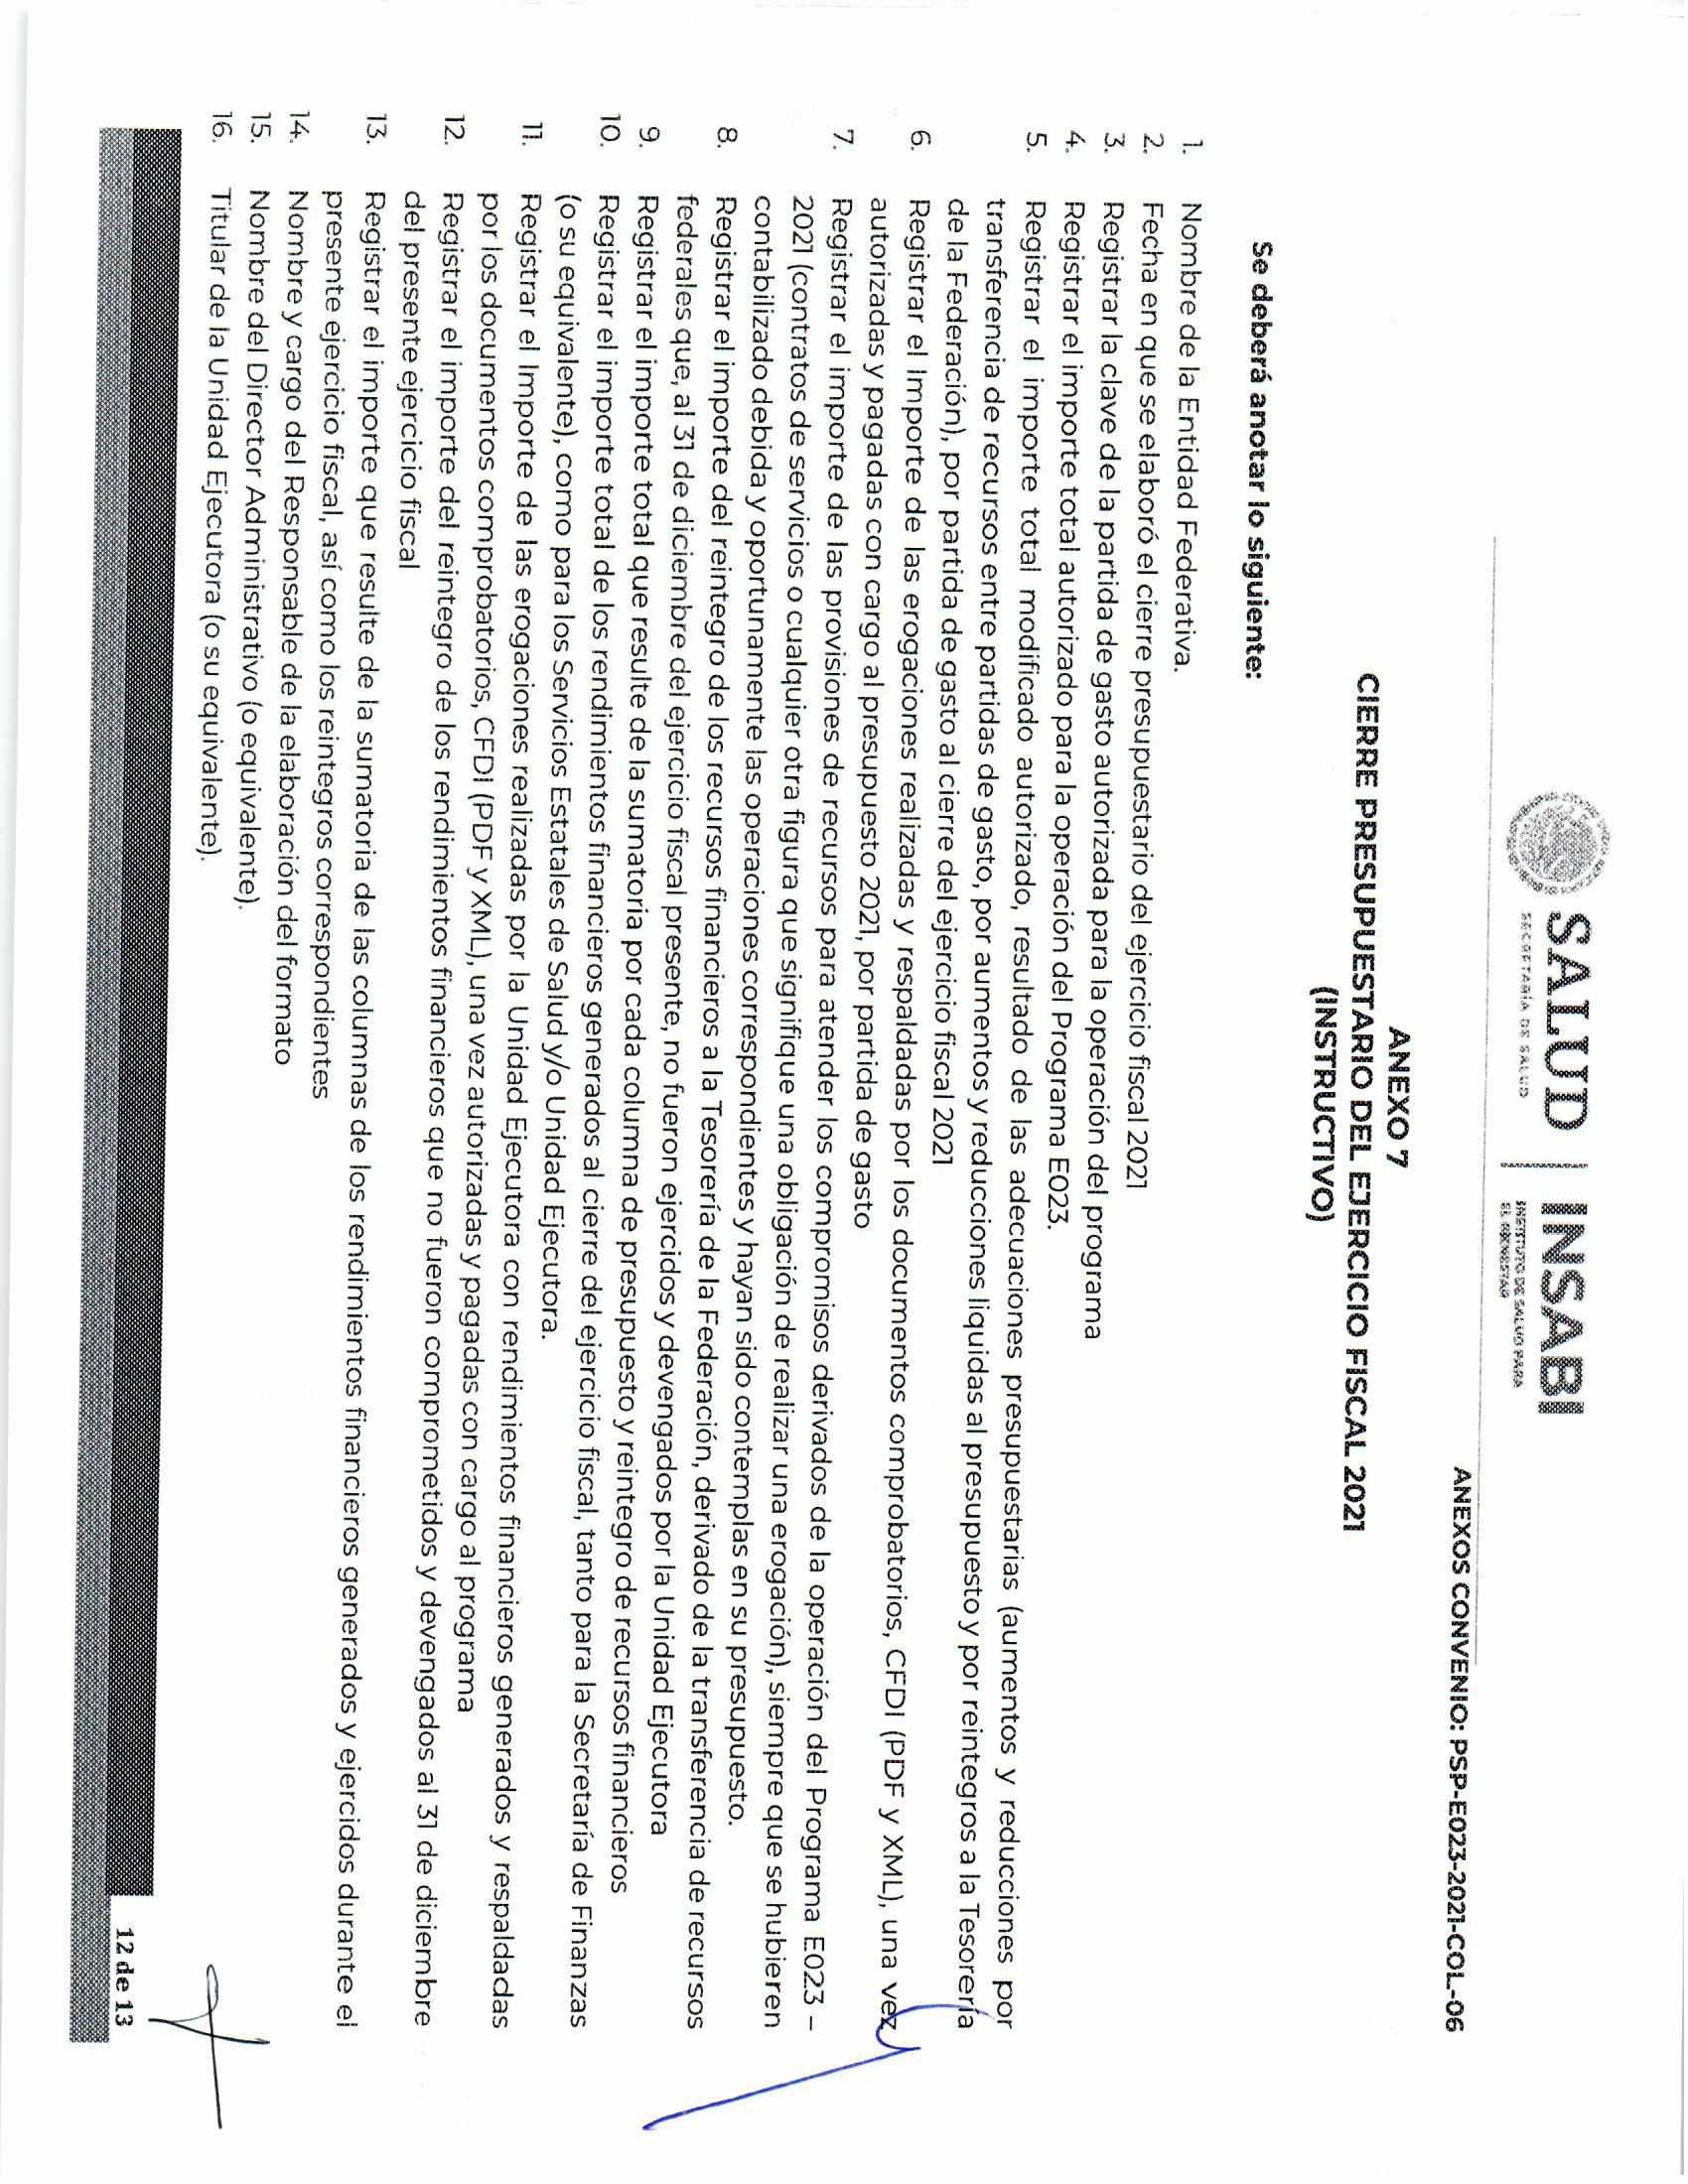 SALUD
SECRETARÍA DE SALUD
INSABI
INSTITUTO DE SALUD PARA
EL BIENESTAR
ANEXOS CONVENIO: PSP-E023-2021-COL-06
ANEXO 7
CIERRE PRESUPUESTARIO DEL EJERCICIO FISCAL 2021
(INSTRUCTIVO)
Se deberá anotar lo siguiente:
1. Nombre de la Entidad Federativa.
2. Fecha en que se elaboró el cierre presupuestario del ejercicio fiscal 2021
3. Registrar la clave de la partida de gasto autorizada para la operación del programa
4. Registrar el importe total autorizado para la operación del Programa E023.
5. Registrar el importe total modificado autorizado, resultado de las adecuaciones presupuestarias (aumentos y reducciones por
transferencia de recursos entre partidas de gasto, por aumentos y reducciones liquidas al presupuesto y por reintegros a la Tesorería
de la Federación), por partida de gasto al cierre del ejercicio fiscal 2021
6. Registrar el Importe de las erogaciones realizadas y respaldadas por los documentos comprobatorios, CFDI (PDF y XML), una vez
autorizadas y pagadas con cargo al presupuesto 2021, por partida de gasto
7. Registrar el importe de las provisiones de recursos para atender los compromisos derivados de la operación del Programa E023 –
2021 (contratos de servicios o cualquier otra figura que signifique una obligación de realizar una erogación), siempre que se hubieren
contabilizado debida y oportunamente las operaciones correspondientes y hayan sido contemplas en su presupuesto.
8. Registrar el importe del reintegro de los recursos financieros a la Tesorería de la Federación, derivado de la transferencia de recursos
federales que, al 31 de diciembre del ejercicio fiscal presente, no fueron ejercidos y devengados por la Unidad Ejecutora
9. Registrar el importe total que resulte de la sumatoria por cada columna de presupuesto y reintegro de recursos financieros
10. Registrar el importe total de los rendimientos financieros generados al cierre del ejercicio fiscal, tanto para la Secretaría de Finanzas
(o su equivalente), como para los Servicios Estatales de Salud y/o Unidad Ejecutora.
11. Registrar el Importe de las erogaciones realizadas por la Unidad Ejecutora con rendimientos financieros generados y respaldadas
por los documentos comprobatorios, CFDI (PDF y XML), una vez autorizadas y pagadas con cargo al programa
12. Registrar el importe del reintegro de los rendimientos financieros que no fueron comprometidos y devengados al 31 de diciembre
del presente ejercicio fiscal
13. Registrar el importe que resulte de la sumatoria de las columnas de los rendimientos financieros generados y ejercidos durante el
presente ejercicio fiscal, así como los reintegros correspondientes
14. Nombre y cargo del Responsable de la elaboración del formato
15. Nombre del Director Administrativo (o equivalente).
16. Titular de la Unidad Ejecutora (o su equivalente).
12 de 13